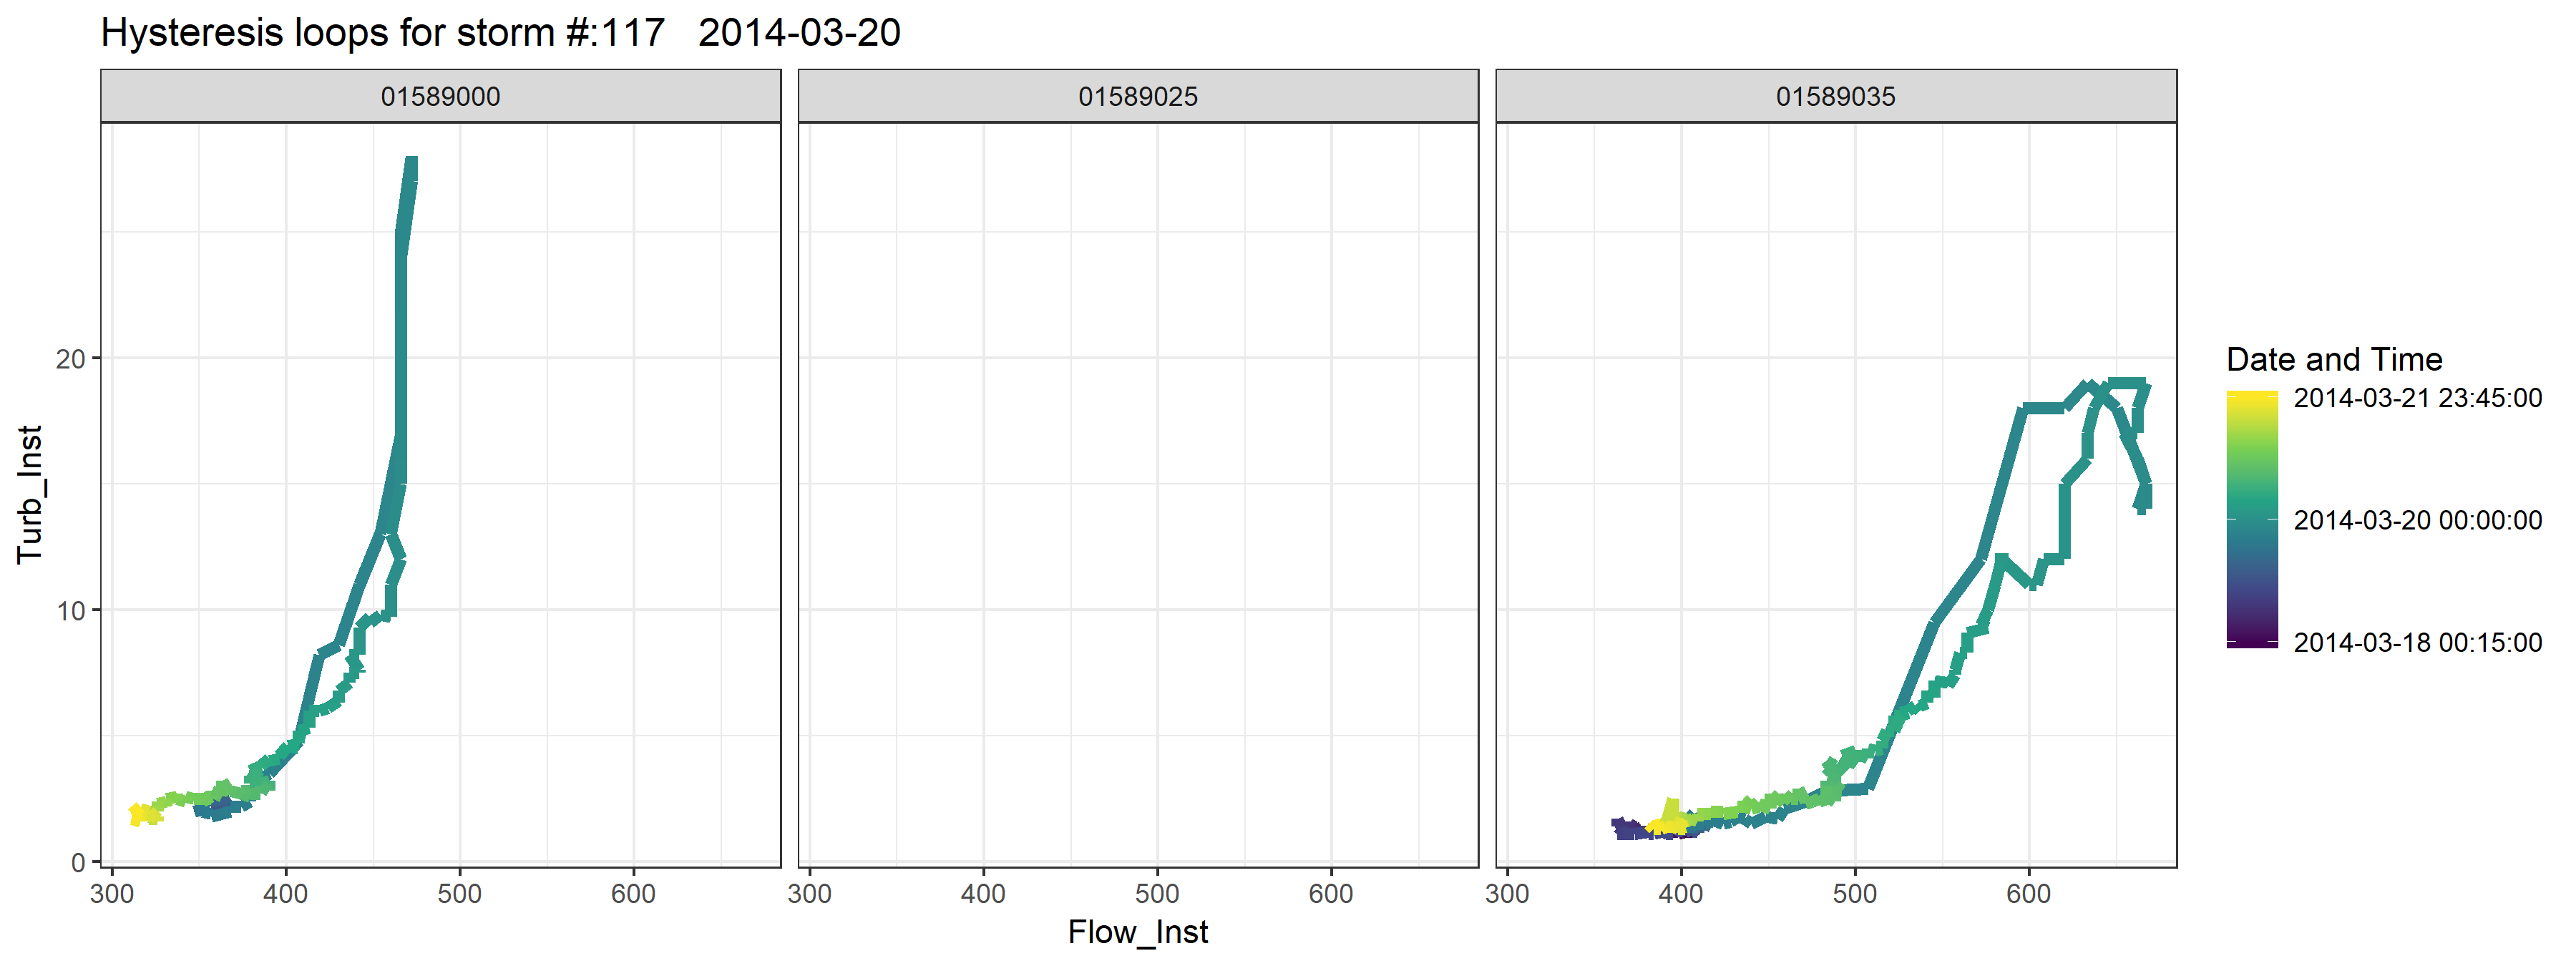 Hysteresis loops for storm #:117   2014-03-20
01589000
01589025
01589035
Turb_Inst
20
10
0
300 400 500 600
300 400 500 600
300 400 500 600
Flow_Inst
Date and Time
2014-03-21 23:45:00
2014-03-20 00:00:00
2014-03-18 00:15:00